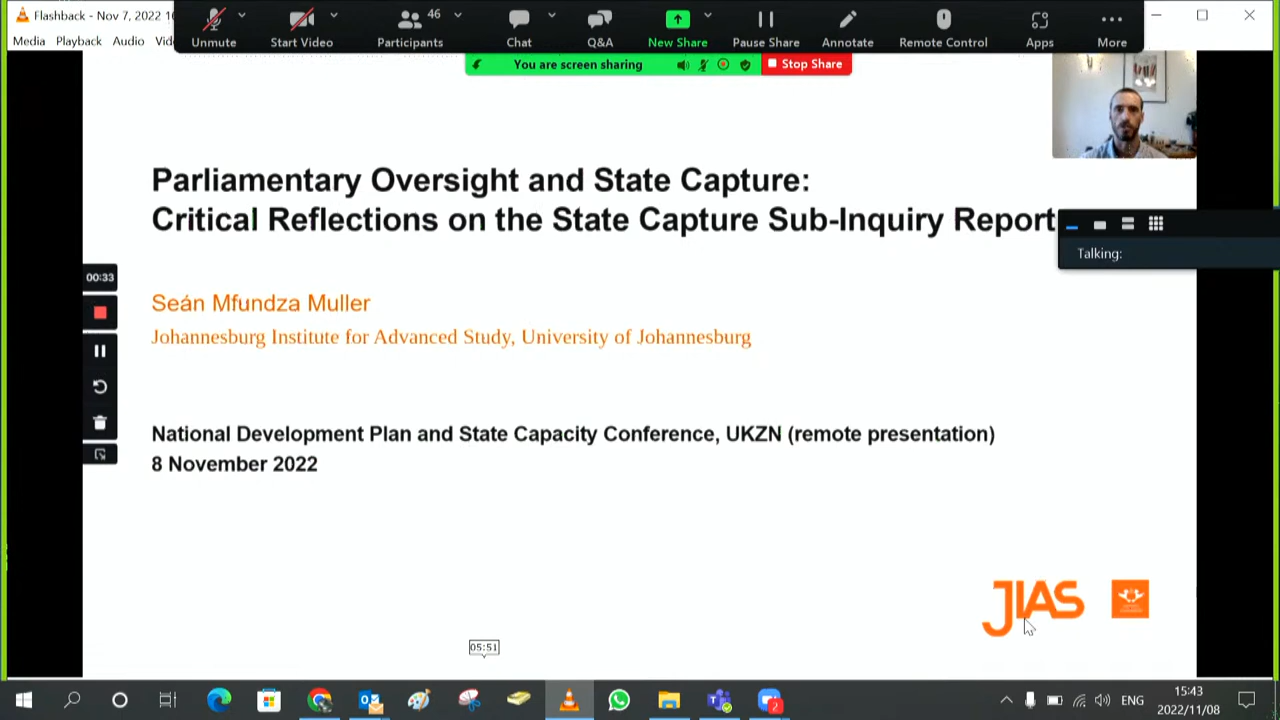 Flashback - Nov 7, 2022 1
Media Playback Audio
Unmute
Start Video
46
Participants
Chat
Q&A
New Share
Pause Share
Annotate
Remote Control
Apps
More
You are screen sharing
Stop Share
Parliamentary Oversight and State Capture:
Critical Reflections on the State Capture Sub-Inquiry Report
Talking:
00:33
Seán Mfundza Muller
Johannesburg Institute for Advanced Study, University of Johannesburg
National Development Plan and State Capacity Conference, UKZN (remote presentation)
8 November 2022
JIAS
05:51
2
ENG
15:43
2022/11/08